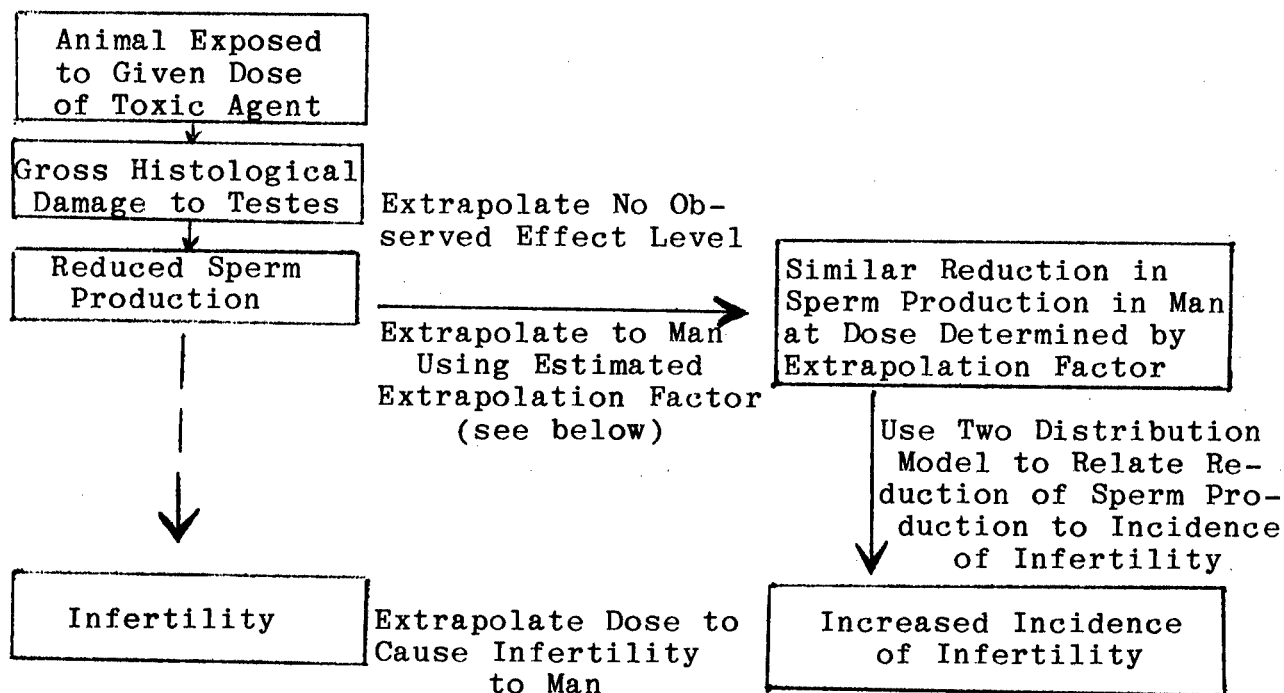 Animal Exposed
to Given Dose
of Toxic Agent
Gross Histological
Damage to Testes
Reduced Sperm
Production
Extrapolate No Ob-
served Effect Level
Extrapolate to Man
Using Estimated
Extrapolation Factor
(see below)
Similar Reduction in
Sperm Production in Man
at Dose Determined by
Extrapolation Factor
Use Two Distribution
Model to Relate Re-
duction of Sperm Pro-
duction to Incidence
of Infertility
Infertility
Extrapolate Dose to
Cause Infertility
to Man
Increased Incidence
of Infertility